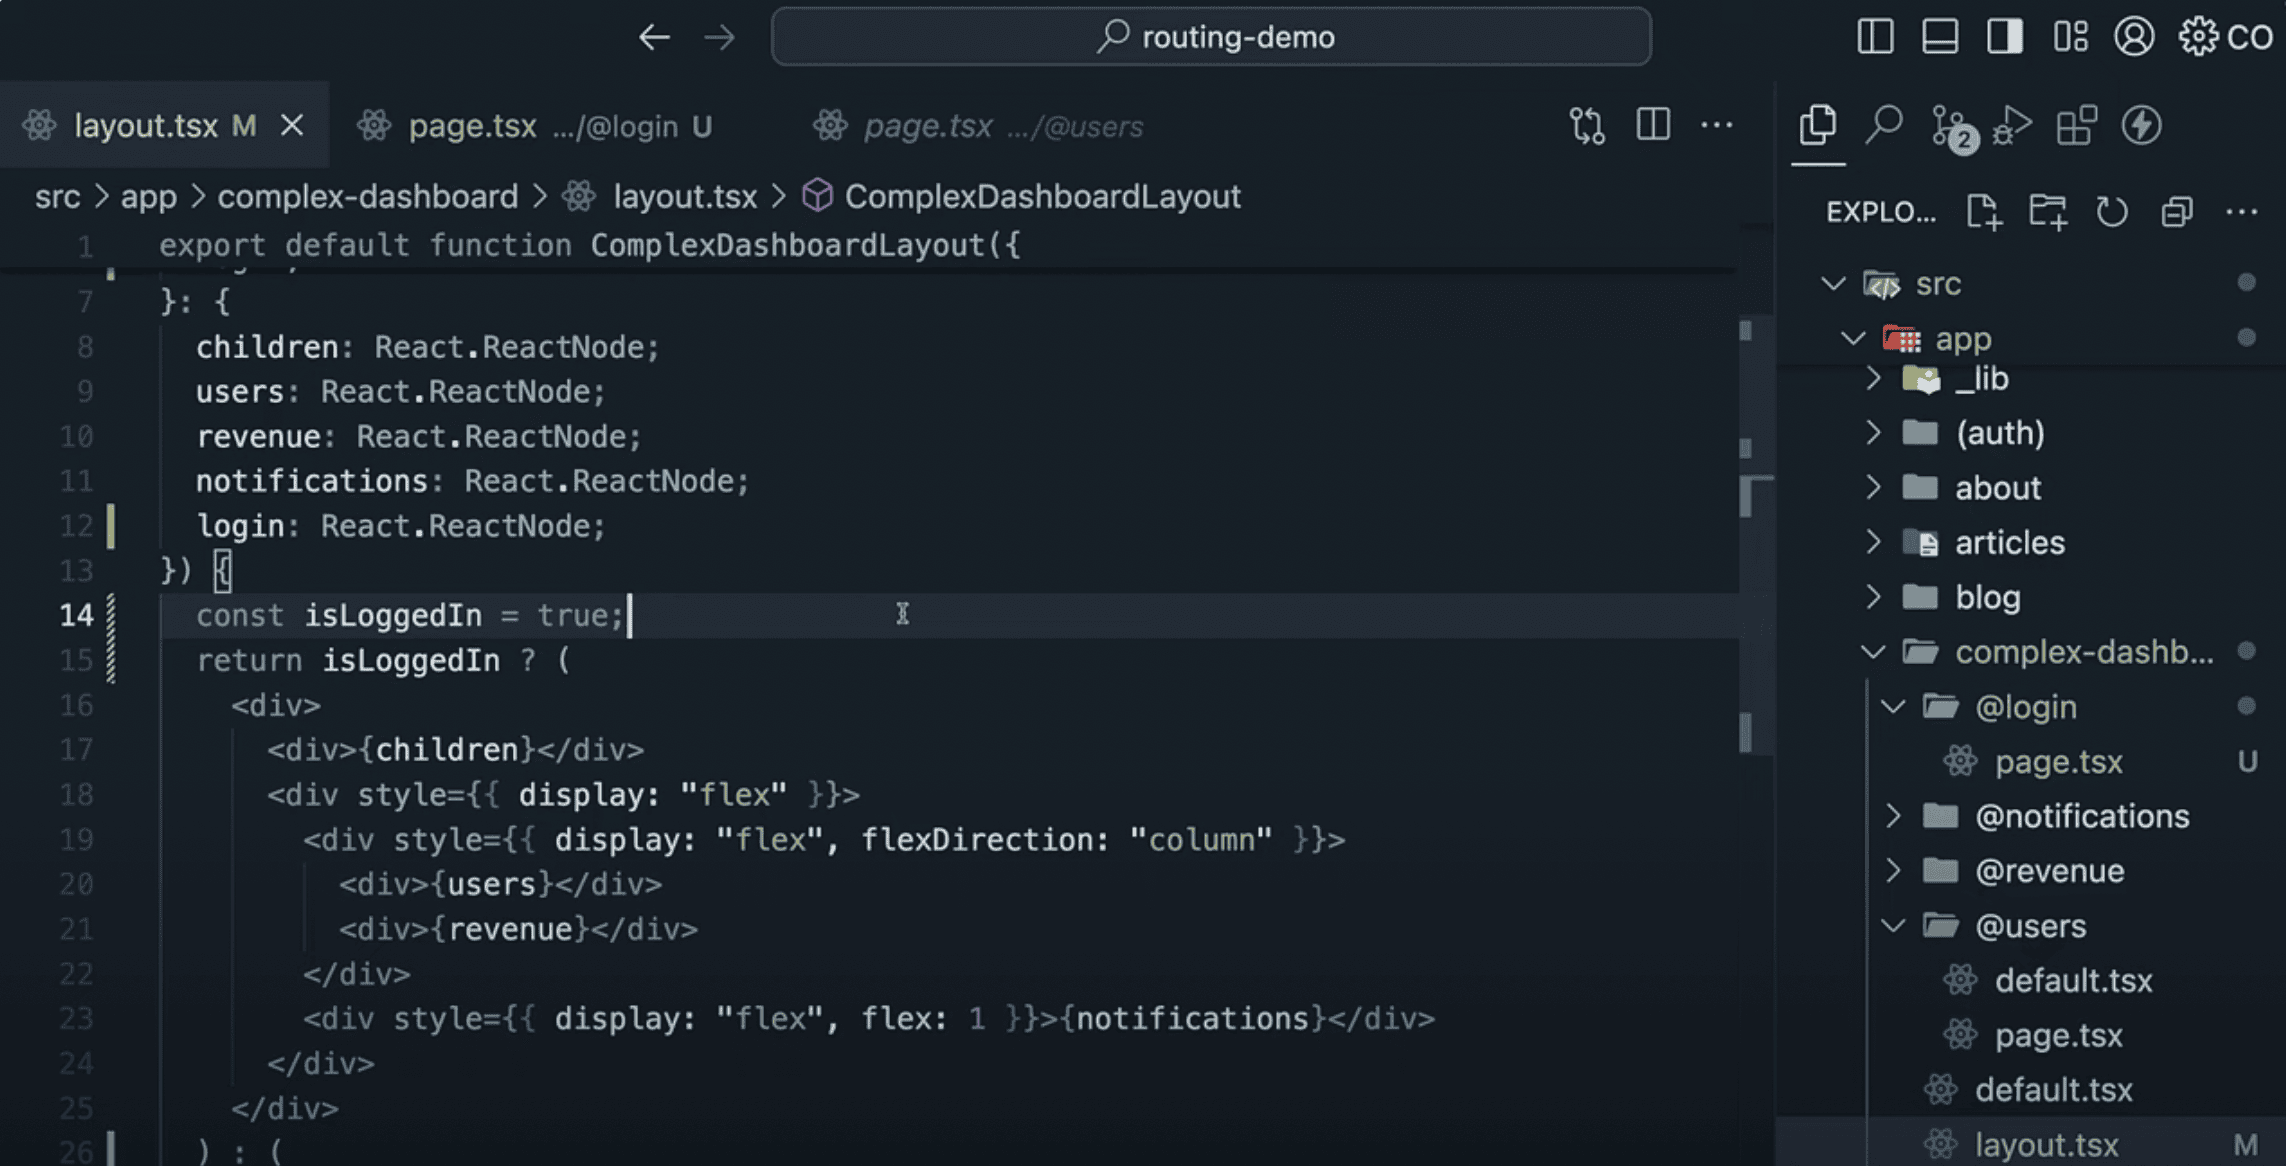 routing-demo
CO
layout.tsx M
page.tsx .../@login U
page.tsx .../@users
2
src > app > complex-dashboard > layout.tsx > ComplexDashboardLayout
1 export default function ComplexDashboardLayout({
7 }: {
8 children: React.ReactNode;
9 users: React.ReactNode;
10 revenue: React.ReactNode;
11 notifications: React.ReactNode;
12 login: React.ReactNode;
13 }) {
14 const isLoggedIn = true;
15 return isLoggedIn ? (
16 <div>
17 <div>{children}</div>
18 <div style={{ display: "flex" }}>
19 <div style={{ display: "flex", flexDirection: "column" }}>
20 <div>{users}</div>
21 <div>{revenue}</div>
22 </div>
23 <div style={{ display: "flex", flex: 1 }}>{notifications}</div>
24 </div>
25 </div>
26 ) : (
EXPLO...
src
app
_lib
(auth)
about
articles
blog
complex-dashb...
@login
page.tsx U
@notifications
@revenue
@users
default.tsx
page.tsx
default.tsx
layout.tsx M